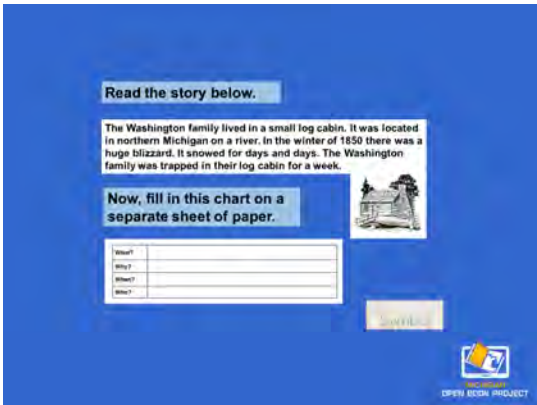 Read the story below.
The Washington family lived in a small log cabin. It was located
in northern Michigan on a river. In the winter of 1850 there was a
huge blizzard. It snowed for days and days. The Washington
family was trapped in their log cabin for a week.
Now, fill in this chart on a
separate sheet of paper.
Why?
When?
Who?
MICHIGAN
OPEN BOOK PROJECT